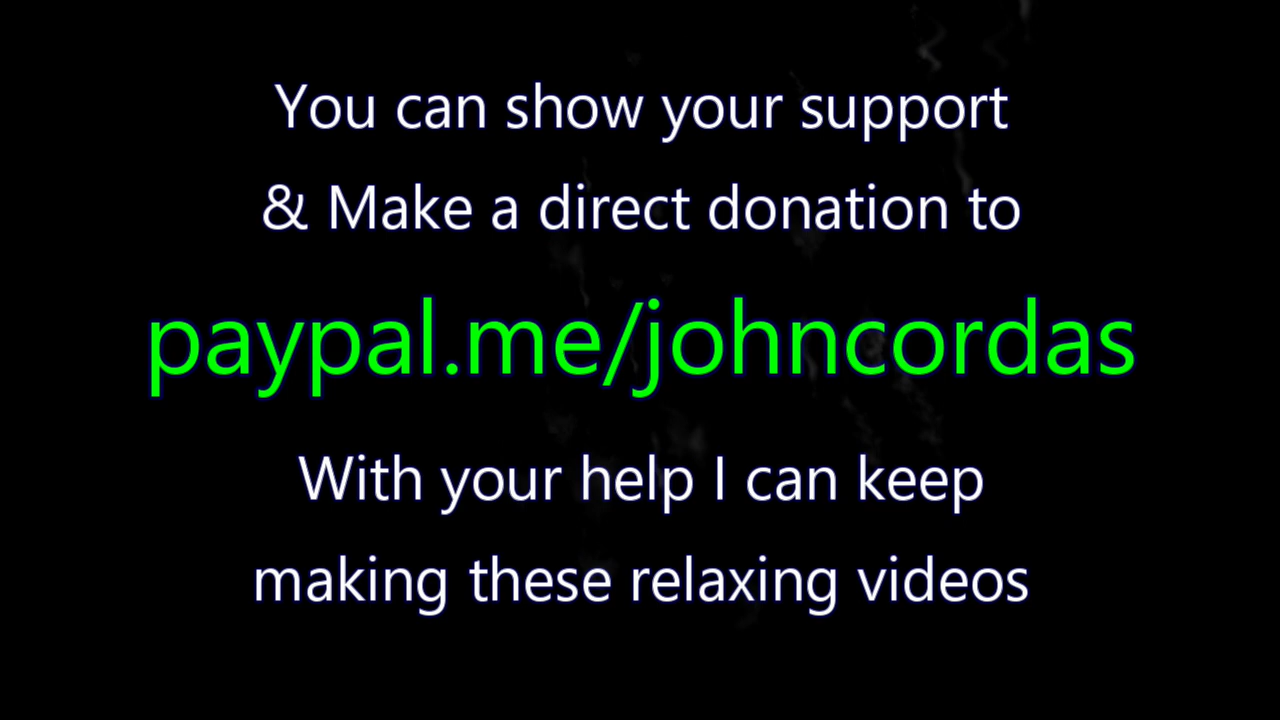 You can show your support
& Make a direct donation to
paypal.me/johncordas
With your help I can keep
making these relaxing videos